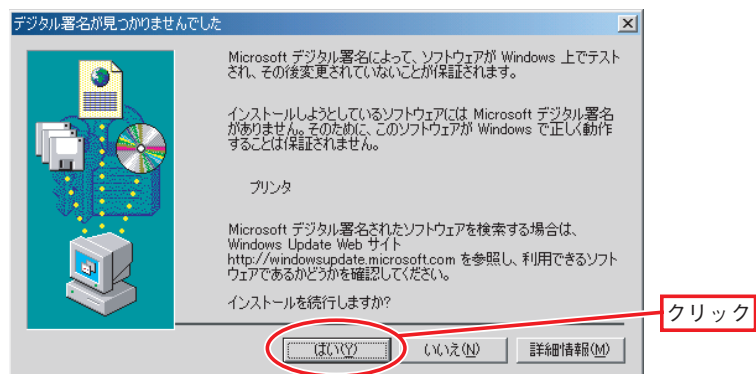 デジタル署名が見つかりませんでした
Microsoft デジタル署名によって、ソフトウェアが Windows 上でテスト
され、その後変更されていないことが保証されます。
インストールしようとしているソフトウェアには Microsoft デジタル署名
がありません。そのために、このソフトウェアが Windows で正しく動作
することは保証されません。
プリンタ
Microsoft デジタル署名されたソフトウェアを検索する場合は、
Windows Update Web サイト
http://windowsupdate.microsoft.com を参照し、利用できるソフト
ウェアであるかどうかを確認してください。
インストールを続行しますか?
クリック
はい(Y)
いいえ(N)
詳細情報(M)